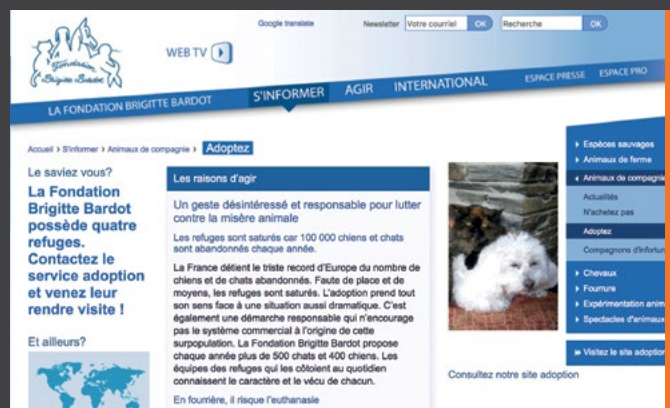 Google translate
Newsletter
Votre courriel
OK
Recherche
OK
Fondation
Brigitte Bardot
WEB TV
LA FONDATION BRIGITTE BARDOT
S'INFORMER
AGIR
INTERNATIONAL
ESPACE PRESSE
ESPACE PRO
Accueil > S'informer > Animaux de compagnie > Adoptez
Le saviez vous?
La Fondation
Brigitte Bardot
possède quatre
refuges.
Contactez le
service adoption
et venez leur
rendre visite !
Et ailleurs?
Les raisons d'agir
Un geste désintéressé et responsable pour lutter
contre la misère animale
Les refuges sont saturés car 100 000 chiens et chats
sont abandonnés chaque année.
La France détient le triste record d'Europe du nombre de
chiens et de chats abandonnés. Faute de place et de
moyens, les refuges sont saturés. L'adoption prend tout
son sens face à une situation aussi dramatique. C'est
également une démarche responsable qui n'encourage
pas le système commercial à l'origine de cette
surpopulation. La Fondation Brigitte Bardot propose
chaque année plus de 500 chats et 400 chiens. Les
équipes des refuges qui les côtoient au quotidien
connaissent le caractère et le vécu de chacun.
En fourrière, il risque l'euthanasie
Consultez notre site adoption
Espèces sauvages
Animaux de ferme
Animaux de compagnie
Actualités
N'achetez pas
Adoptez
Compagnons d'infortun
Chevaux
Fourrure
Expérimentation anim
Spectacles d'animaux
Visitez le site adoption